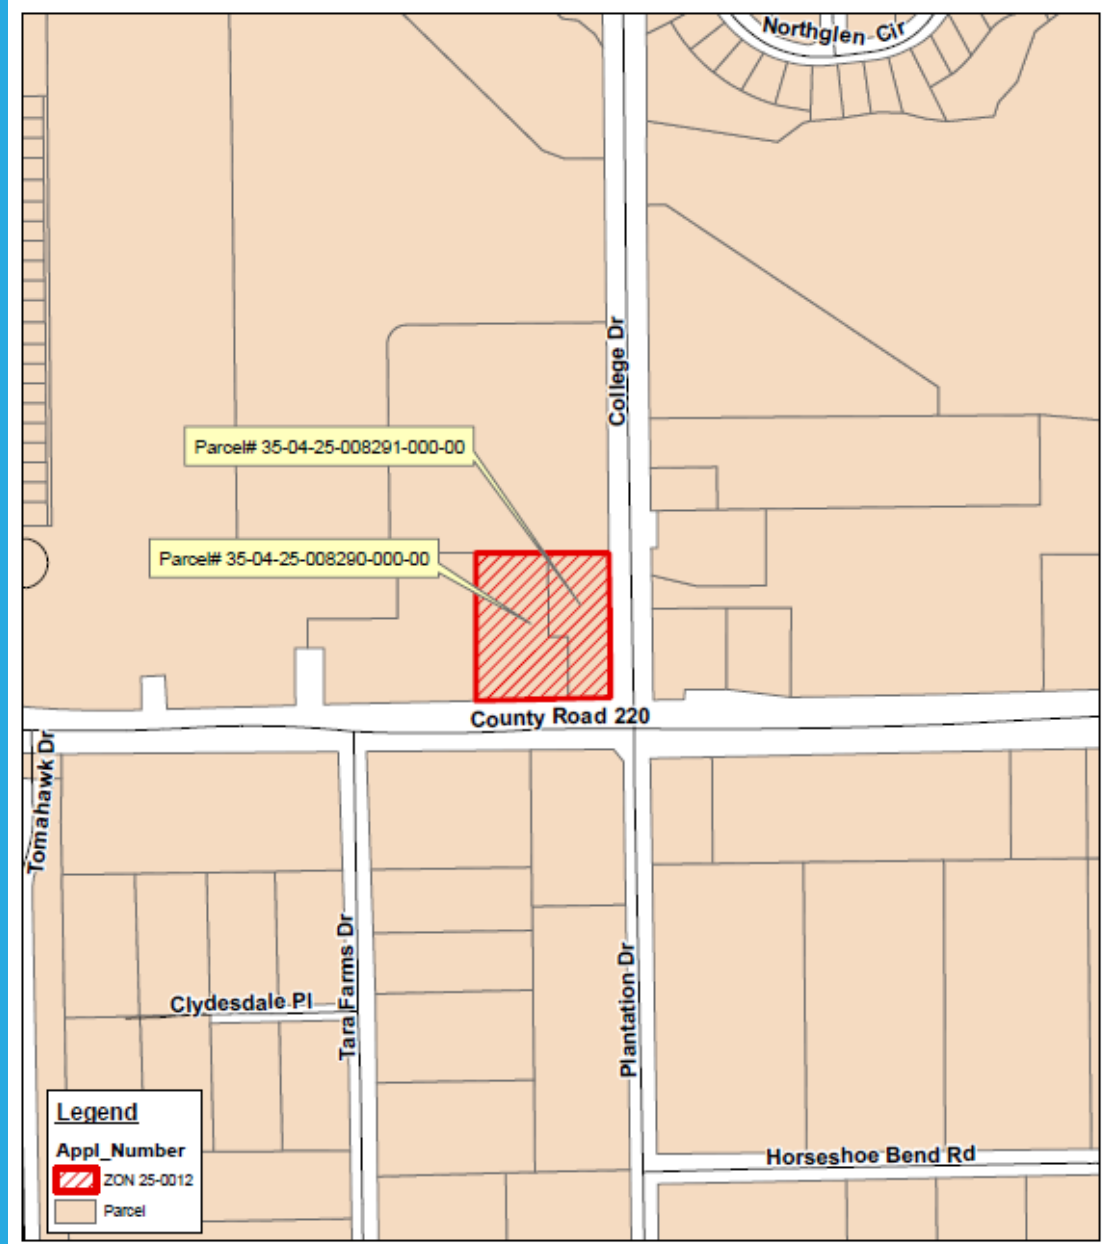 Northglen Cir
College Dr
Parcel# 35-04-25-008291-000-00
Parcel# 35-04-25-008290-000-00
County Road 220
Tomahawk Dr
Tara Farms Dr
Plantation Dr
Clydesdale Pl
Horseshoe Bend Rd
Legend
Appl_Number
ZON 25-0012
Parcel